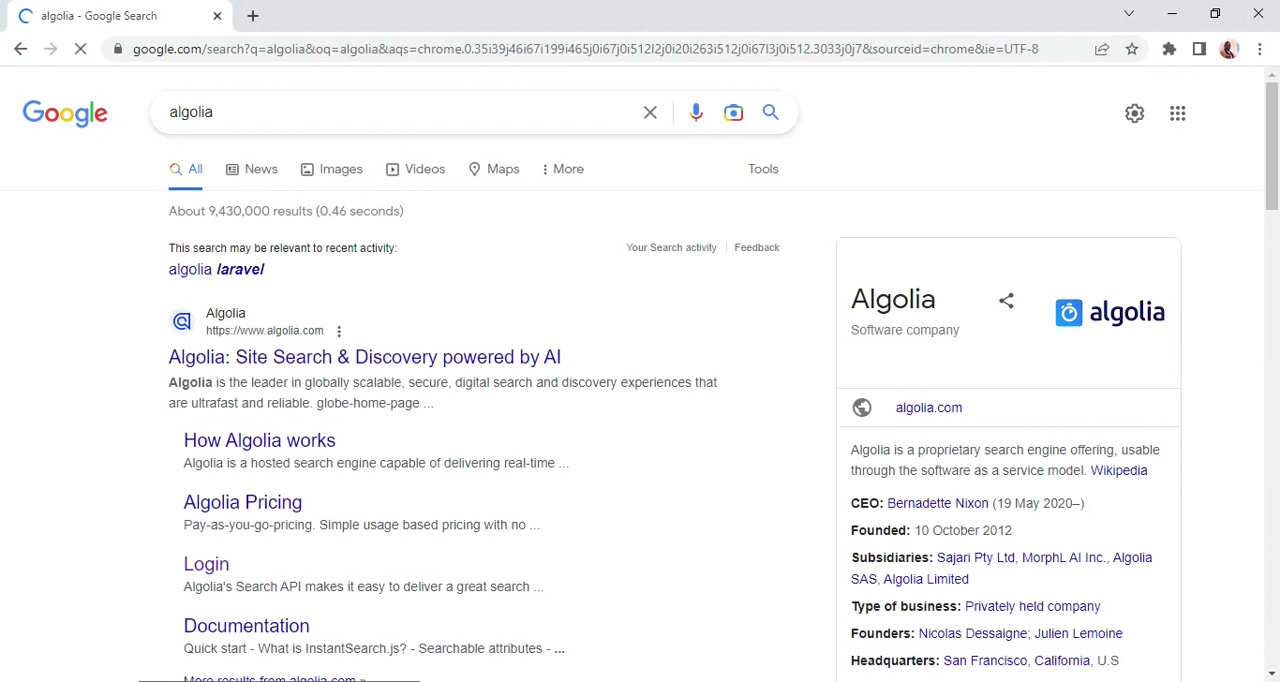 algolia - Google Search
google.com/search?q=algolia&oq=algolia&aqs=chrome.0.35i39j46i67i199i465j0i67j0i512l2j0i20i263i512j0i67l3j0i512.3033j0j7&sourceid=chrome&ie=UTF-8
Google
algolia
All
News
Images
Videos
Maps
More
Tools
About 9,430,000 results (0.46 seconds)
This search may be relevant to recent activity:
Your Search activity
Feedback
algolia laravel
Algolia
https://www.algolia.com
Algolia: Site Search & Discovery powered by AI
Algolia is the leader in globally scalable, secure, digital search and discovery experiences that
are ultrafast and reliable. globe-home-page ...
How Algolia works
Algolia is a hosted search engine capable of delivering real-time ...
Algolia Pricing
Pay-as-you-go-pricing. Simple usage based pricing with no ...
Login
Algolia's Search API makes it easy to deliver a great search ...
Documentation
Quick start - What is InstantSearch.js? - Searchable attributes - ...
More results from algolia.com »
Algolia
Software company
algolia
algolia.com
Algolia is a proprietary search engine offering, usable
through the software as a service model. Wikipedia
CEO: Bernadette Nixon (19 May 2020–)
Founded: 10 October 2012
Subsidiaries: Sajari Pty Ltd, MorphL AI Inc., Algolia
SAS, Algolia Limited
Type of business: Privately held company
Founders: Nicolas Dessaigne; Julien Lemoine
Headquarters: San Francisco, California, U.S